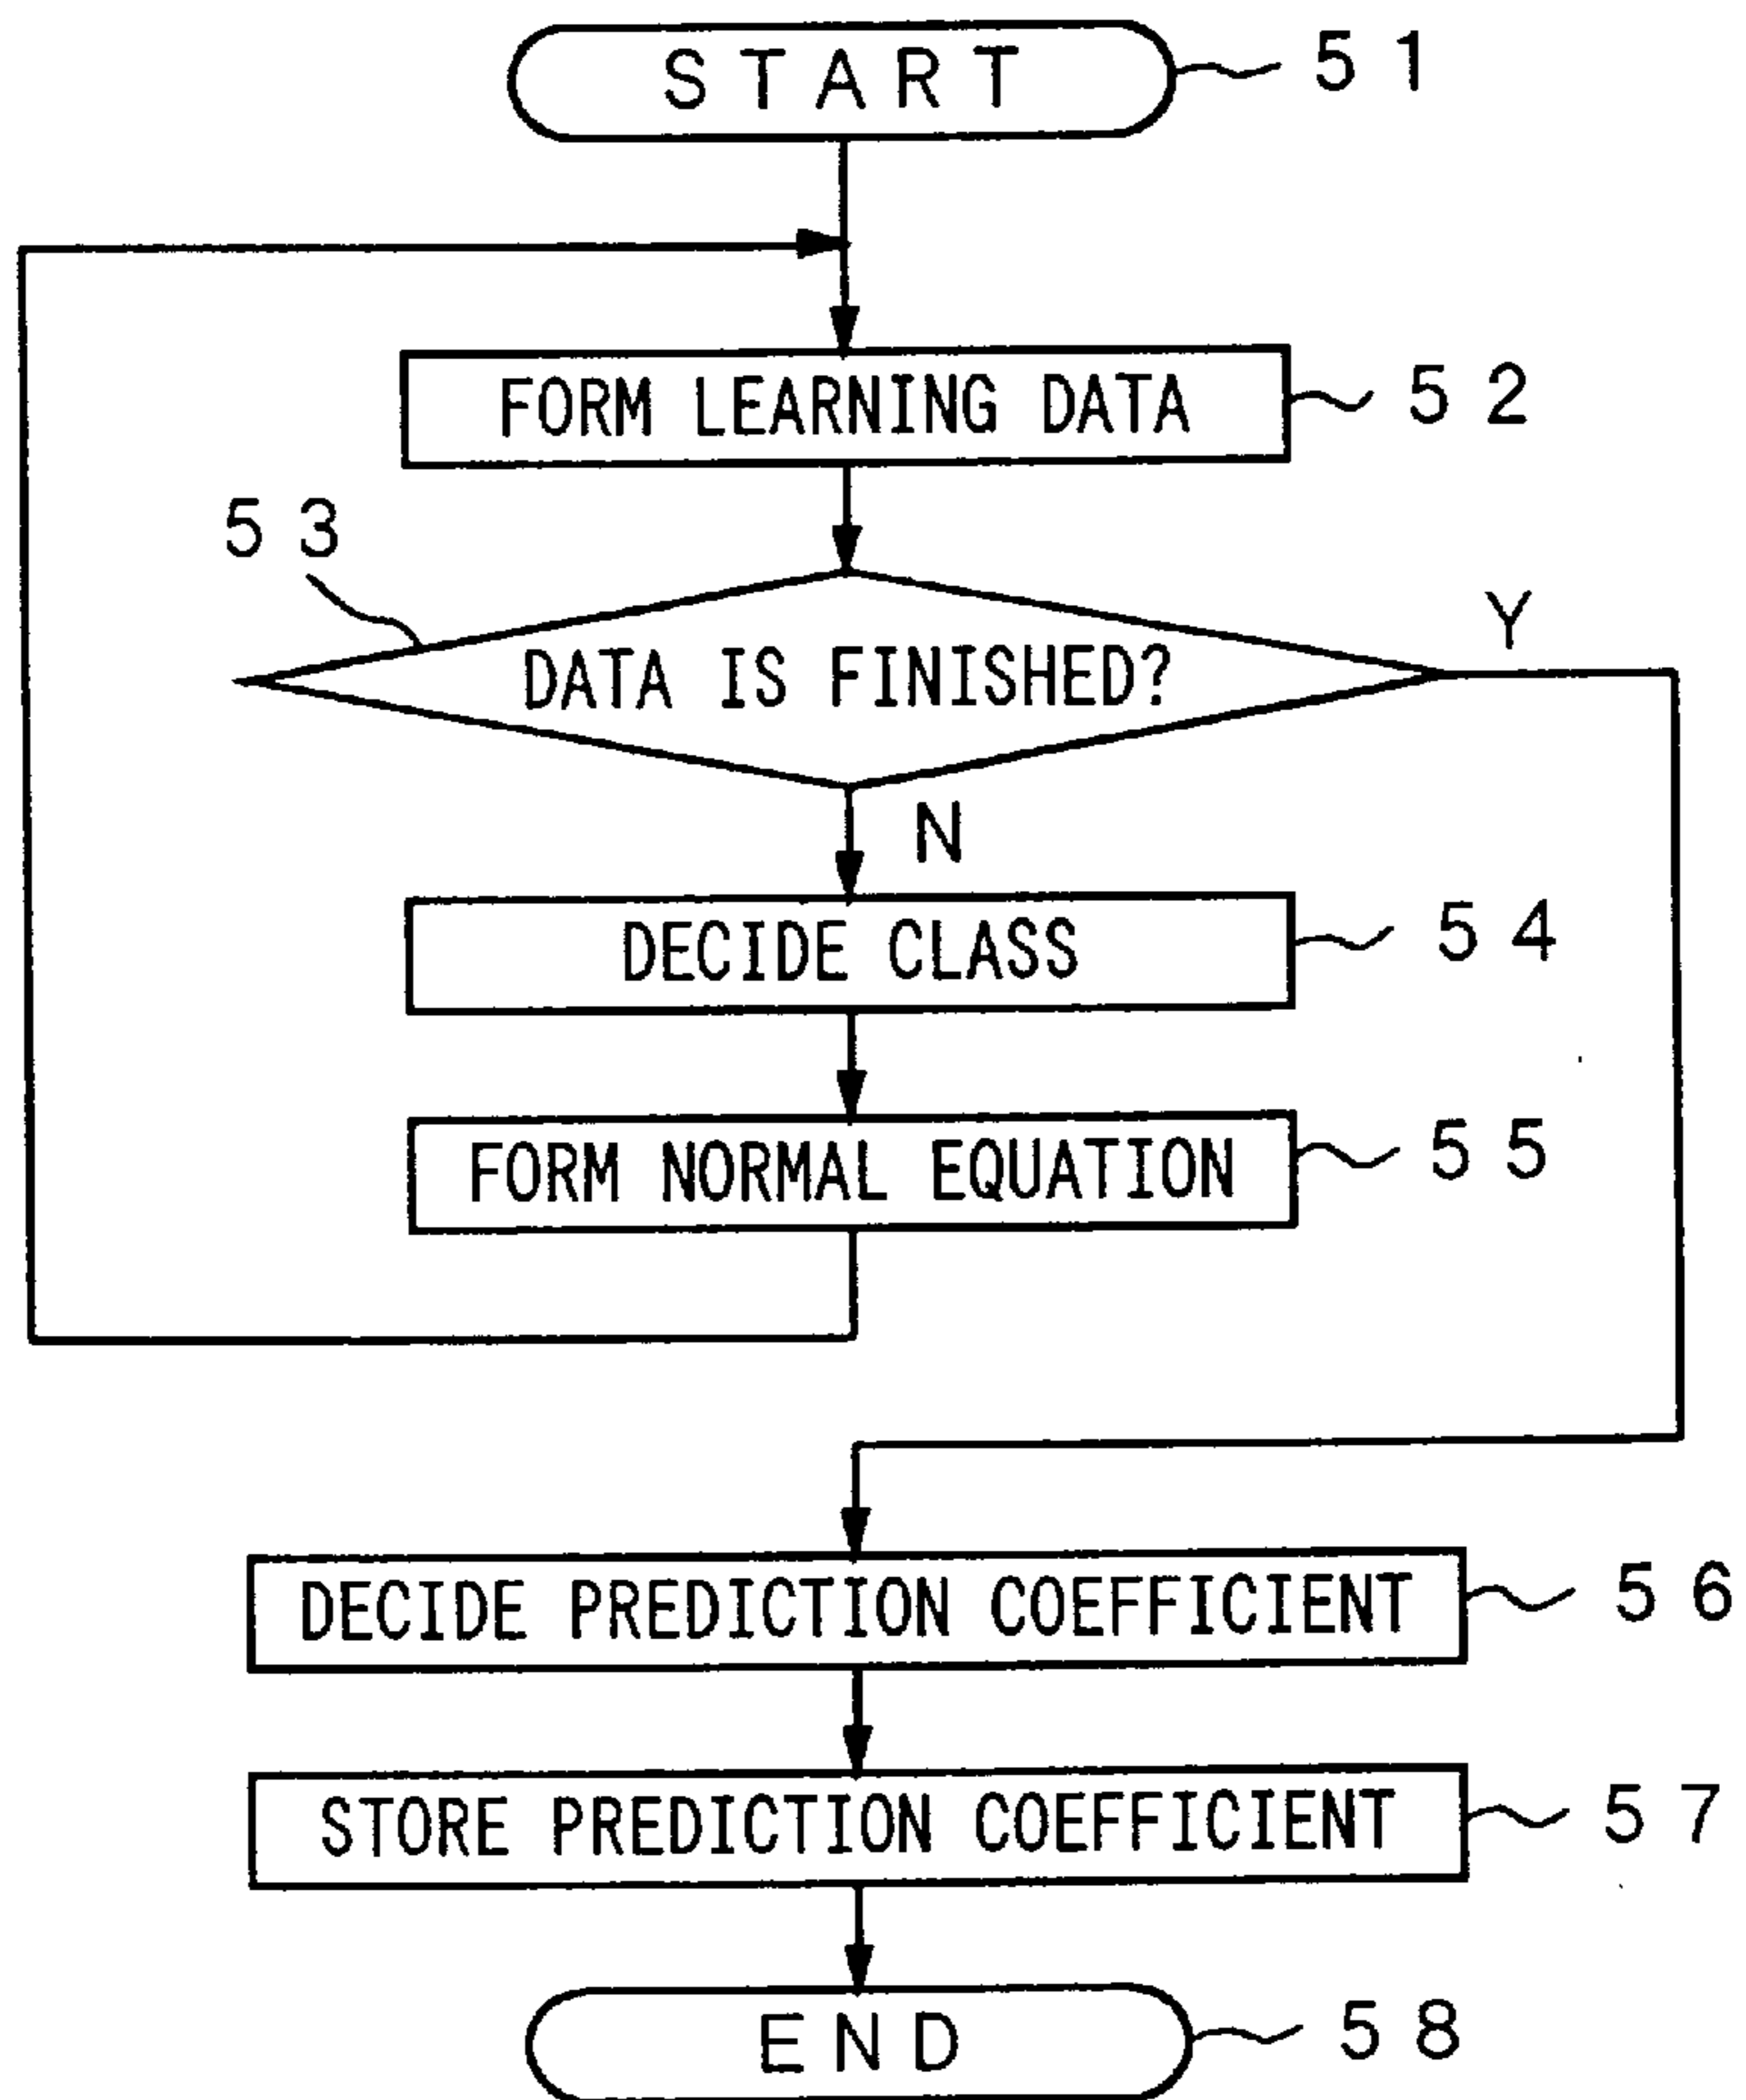 START 51
FORM LEARNING DATA 52
53
DATA IS FINISHED? Y
N
DECIDE CLASS 54
FORM NORMAL EQUATION 55
DECIDE PREDICTION COEFFICIENT 56
STORE PREDICTION COEFFICIENT 57
END 58